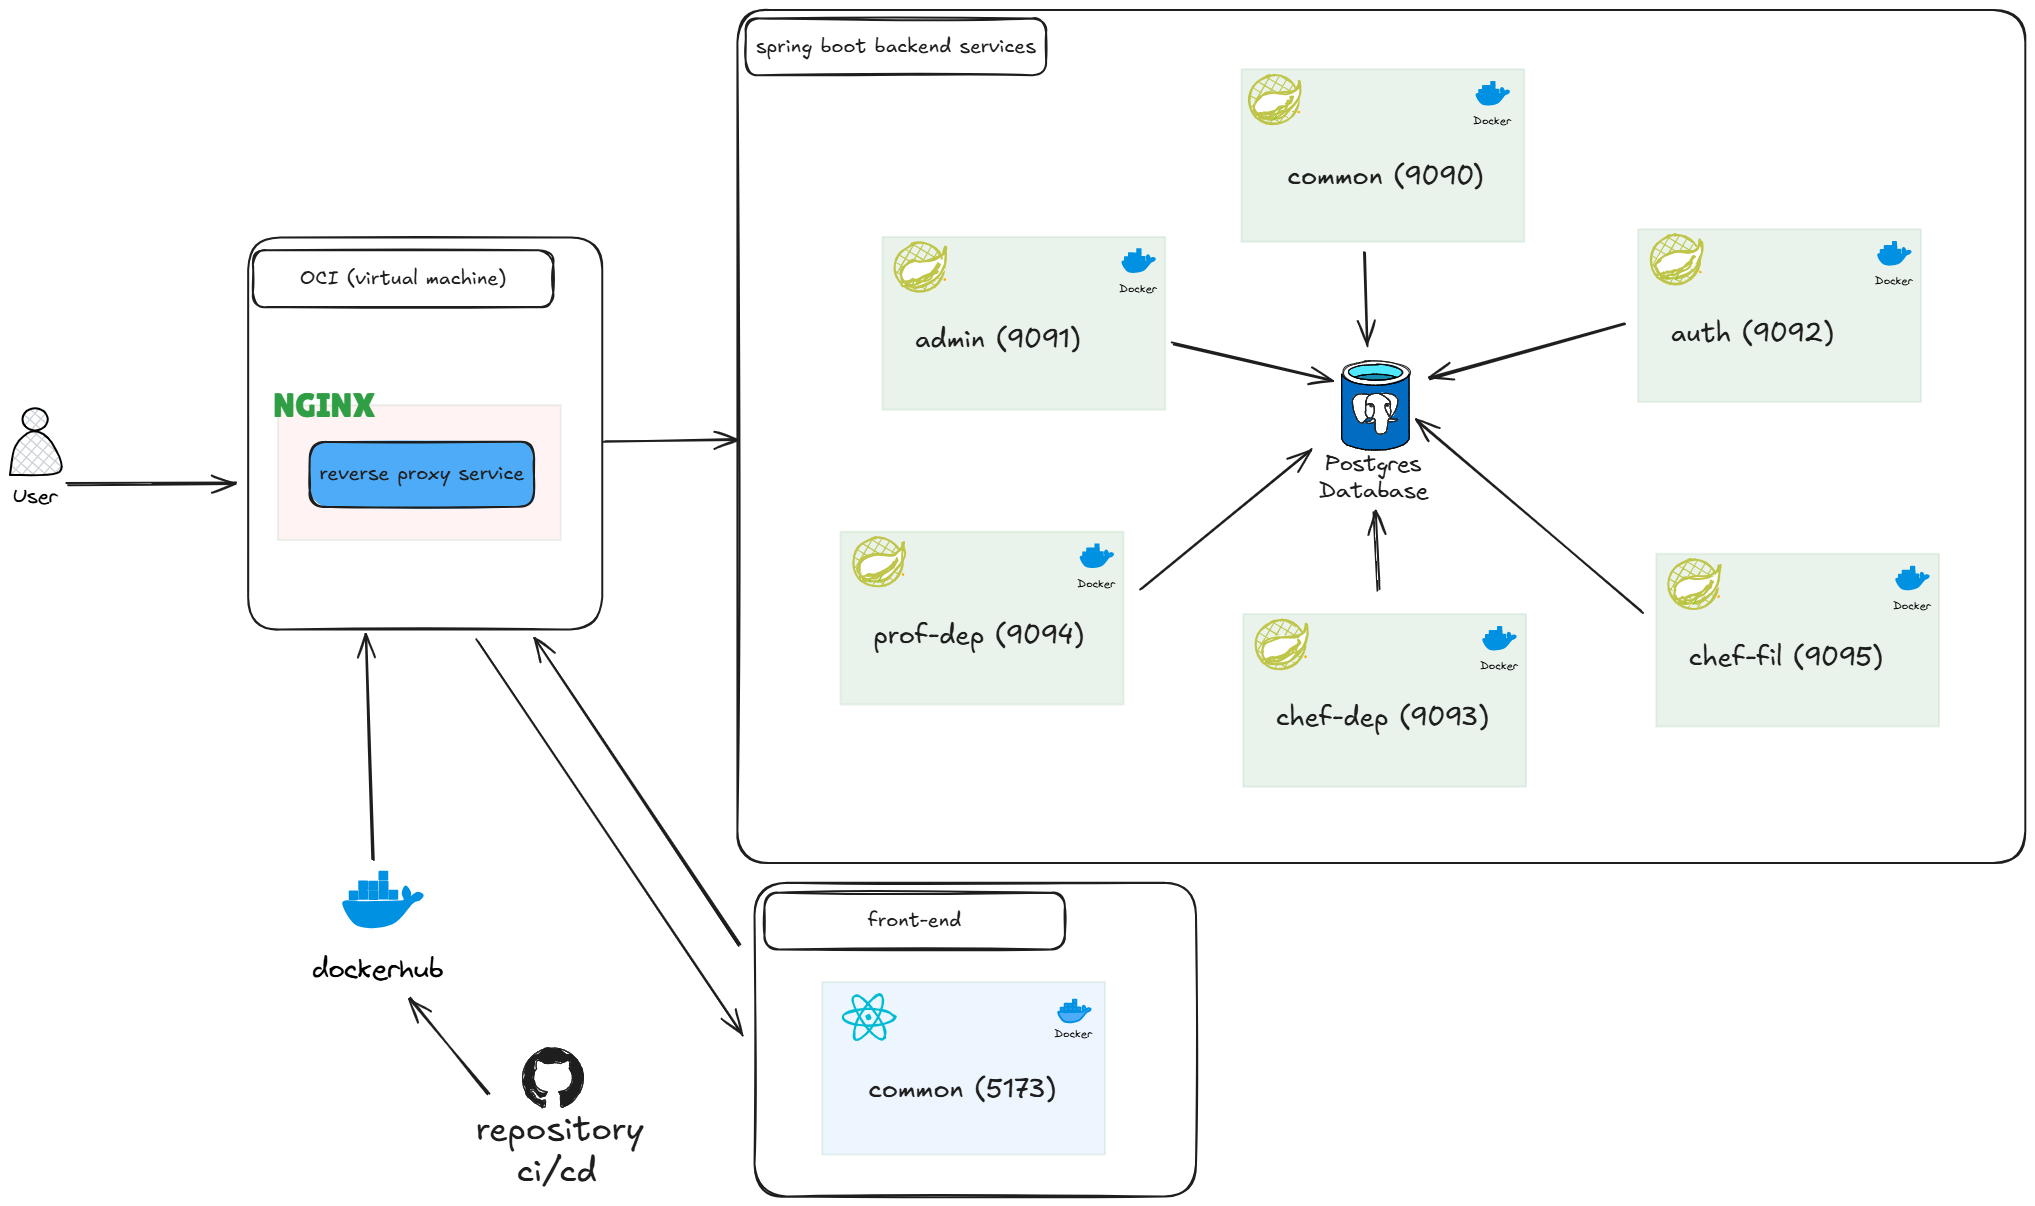 spring boot backend services
Docker
common (9090)
Docker
admin (9091)
Docker
auth (9092)
OCI (virtual machine)
NGINX
reverse proxy service
User
Postgres
Database
Docker
prof-dep (9094)
Docker
chef-dep (9093)
Docker
chef-fil (9095)
dockerhub
front-end
Docker
common (5173)
repository
ci/cd